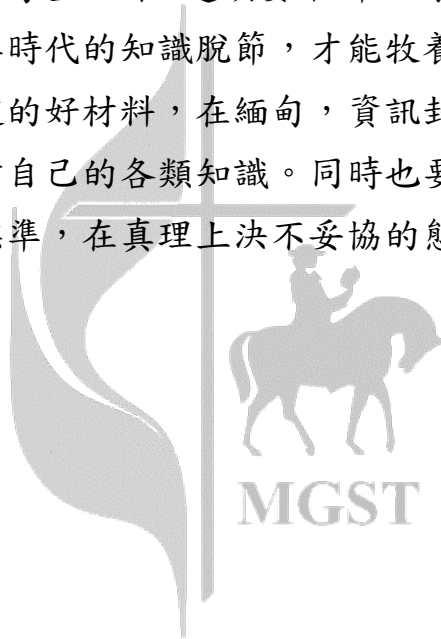 時代的知識脫節,才能牧養
的好材料,在緬甸,資訊封
自己的各類知識。同時也要
準,在真理上決不妥協的態
MGST